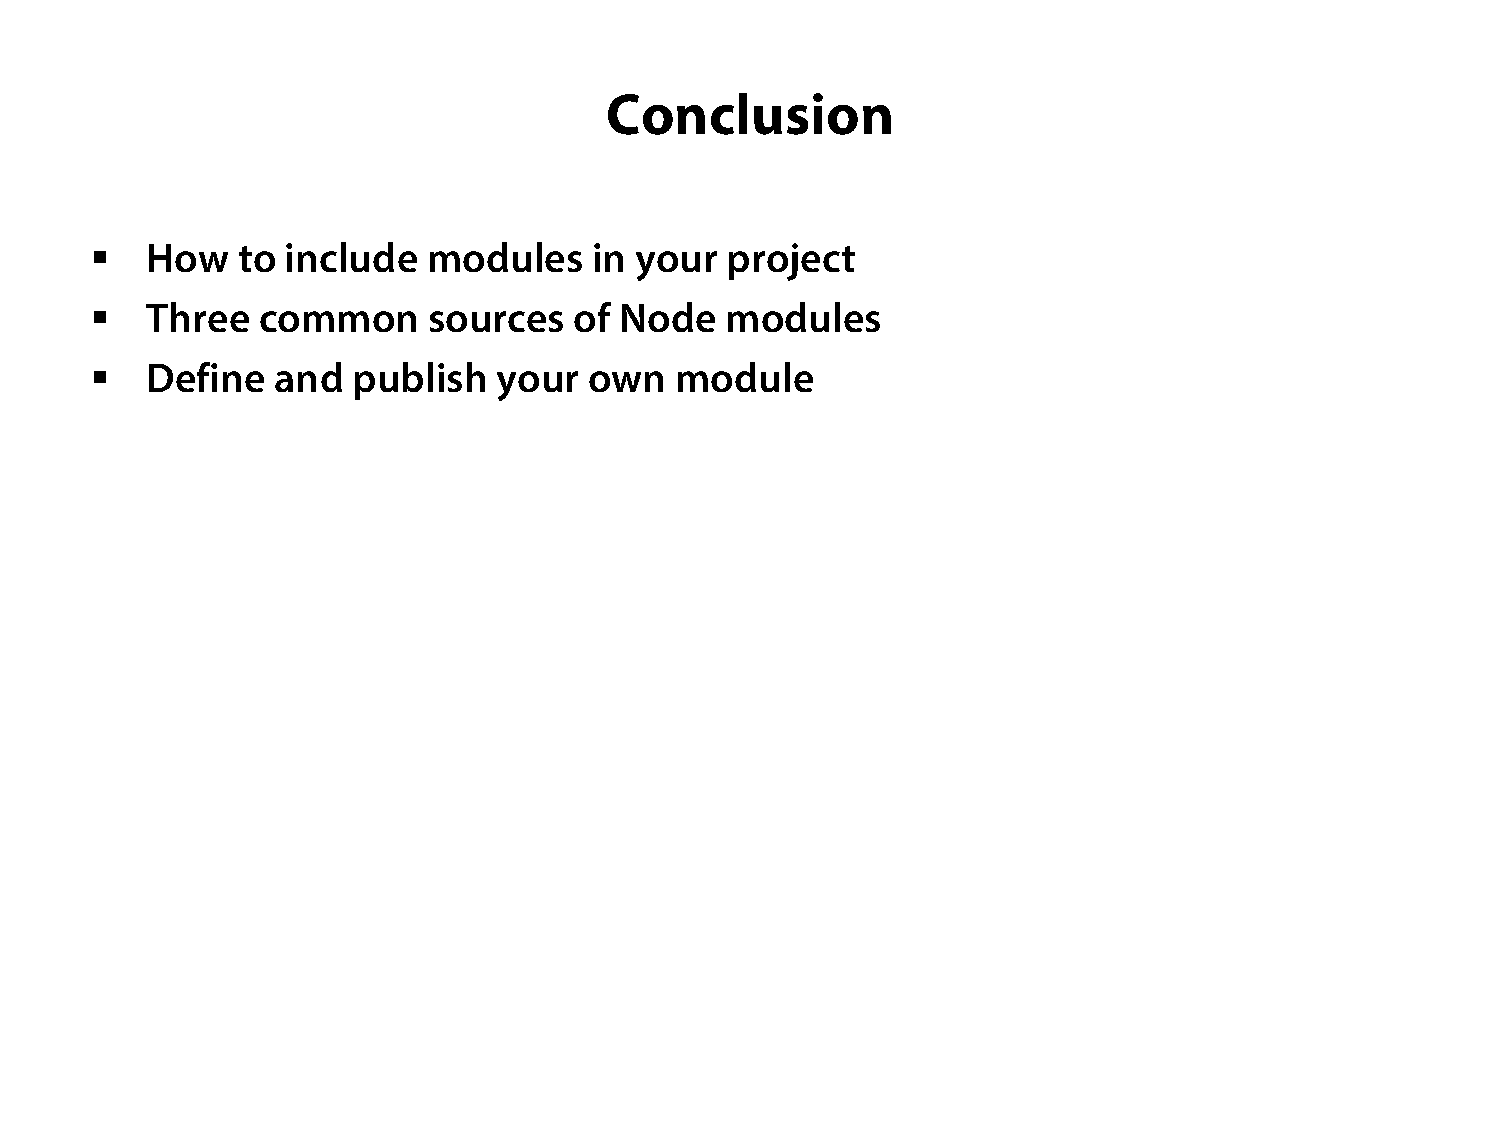 Conclusion
▪ How to include modules in your project
▪ Three common sources of Node modules
▪ Define and publish your own module